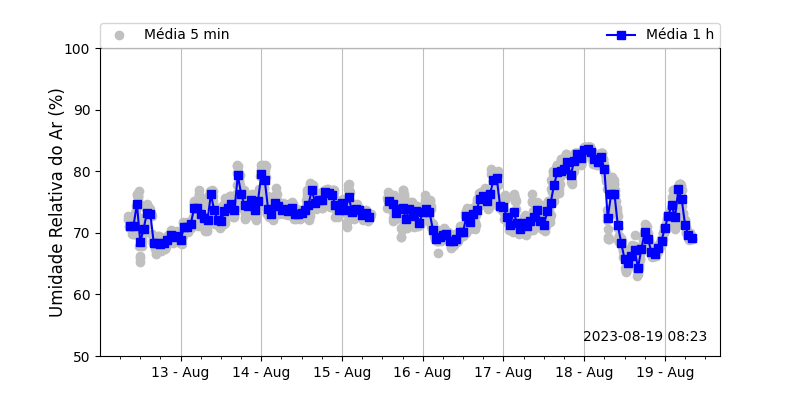 Média 5 min
Média 1 h
Umidade Relativa do Ar (%)
100
90
80
70
60
50
2023-08-19 08:23
13 - Aug
14 - Aug
15 - Aug
16 - Aug
17 - Aug
18 - Aug
19 - Aug